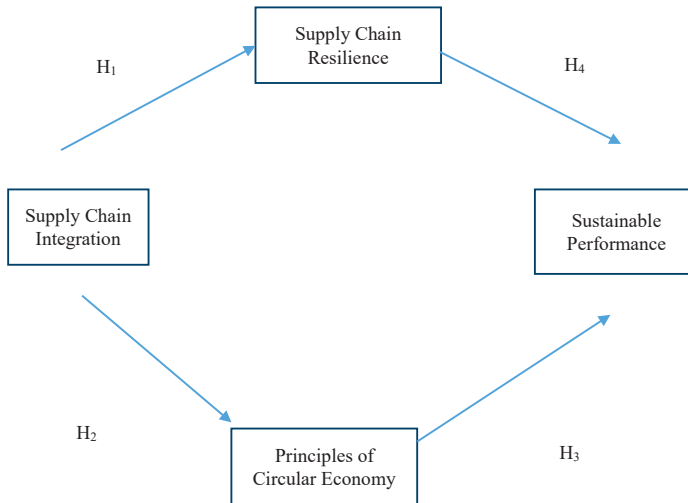 Supply Chain
Resilience
H₁
H₄
Supply Chain
Integration
Sustainable
Performance
H₂
Principles of
Circular Economy
H₃